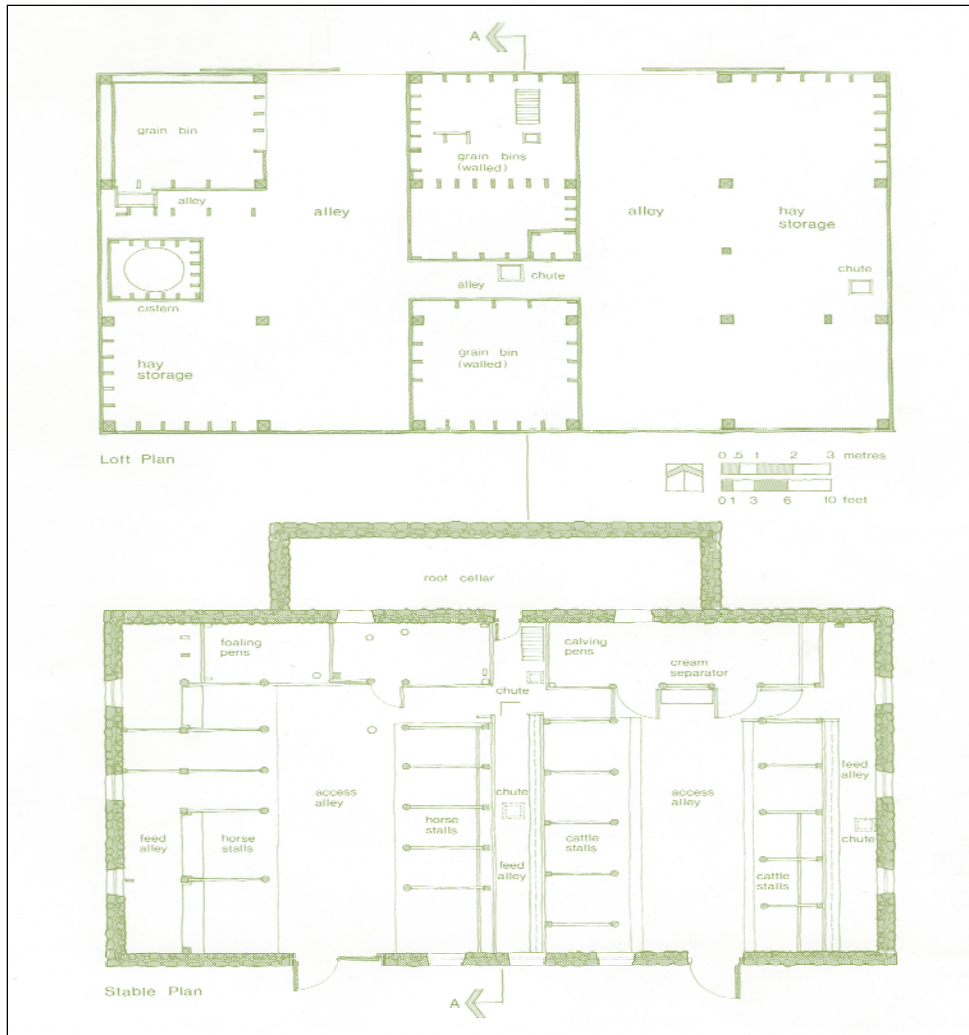 A
grain bin
grain bins
(walled)
alley
alley
alley
hay
storage
chute
chute
alley
cistern
grain bin
(walled)
hay
storage
Loft Plan
0 .5 1 2 3 metres
0 1 3 6 10 feet
root cellar
foaling
pens
calving
pens
cream
separator
chute
access
alley
chute
access
alley
feed
alley
horse
stalls
feed
alley
horse
stalls
cattle
stalls
chute
feed
alley
cattle
stalls
Stable Plan
A